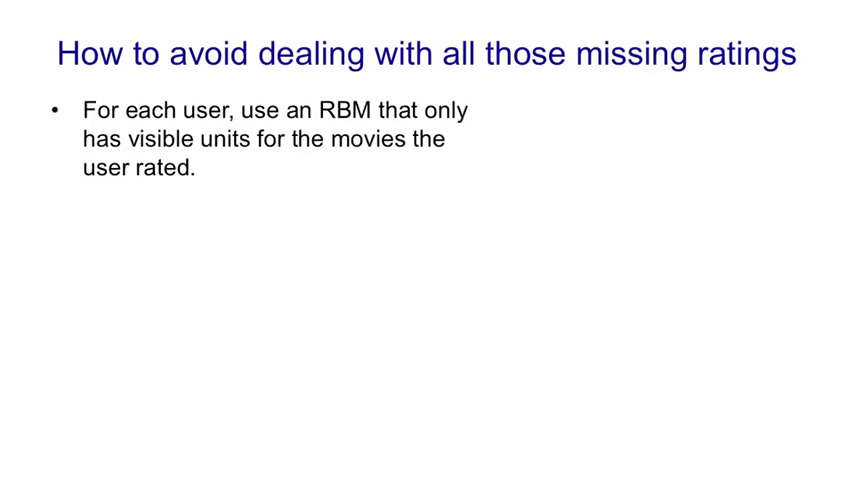 How to avoid dealing with all those missing ratings
• For each user, use an RBM that only
has visible units for the movies the
user rated.